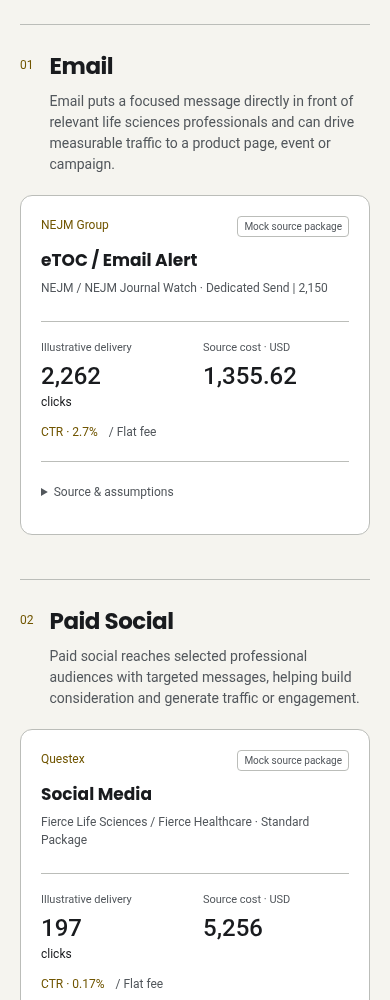 01 Email
Email puts a focused message directly in front of
relevant life sciences professionals and can drive
measurable traffic to a product page, event or
campaign.
NEJM Group
Mock source package
eTOC / Email Alert
NEJM / NEJM Journal Watch · Dedicated Send | 2,150
Illustrative delivery
Source cost · USD
2,262
1,355.62
clicks
CTR · 2.7% / Flat fee
Source & assumptions
02 Paid Social
Paid social reaches selected professional
audiences with targeted messages, helping build
consideration and generate traffic or engagement.
Questex
Mock source package
Social Media
Fierce Life Sciences / Fierce Healthcare · Standard
Package
Illustrative delivery
Source cost · USD
197
5,256
clicks
CTR · 0.17% / Flat fee